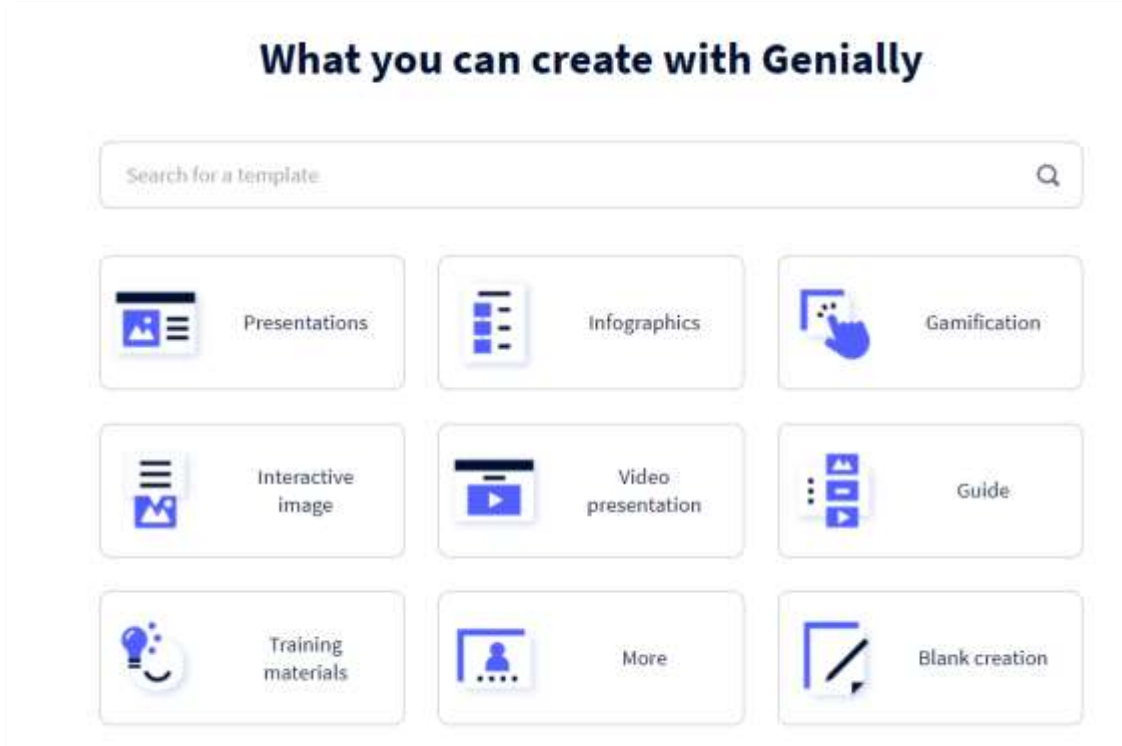 What you can create with Genially
Search for a template
Presentations
Infographics
Gamification
Interactive
image
Video
presentation
Guide
Training
materials
More
Blank creation